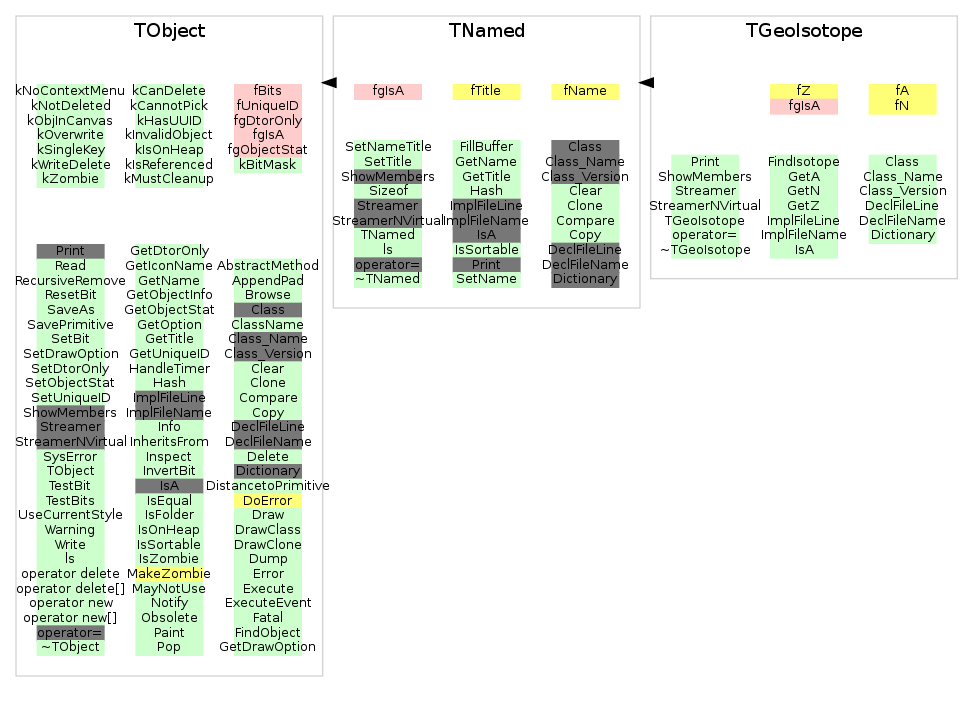 TObject
kNoContextMenu kCanDelete fBits
kNotDeleted kCannotPick fUniqueID
kObjInCanvas kHasUUID fgDtorOnly
kOverwrite kInvalidObject fgIsA
kSingleKey kIsOnHeap fgObjectStat
kWriteDelete kIsReferenced kBitMask
kZombie kMustCleanup
Print GetDtorOnly
Read GetIconName AbstractMethod
RecursiveRemove GetName AppendPad
ResetBit GetObjectInfo Browse
SaveAs GetObjectStat Class
SavePrimitive GetOption ClassName
SetBit GetTitle Class_Name
SetDrawOption GetUniqueID Class_Version
SetDtorOnly HandleTimer Clear
SetObjectStat Hash Clone
SetUniqueID ImplFileLine Compare
ShowMembers ImplFileName Copy
Streamer Info DeclFileLine
StreamerNVirtual InheritsFrom DeclFileName
SysError Inspect Delete
TObject InvertBit Dictionary
TestBit IsA DistancetoPrimitive
TestBits IsEqual DoError
UseCurrentStyle IsFolder Draw
Warning IsOnHeap DrawClass
Write IsSortable DrawClone
ls IsZombie Dump
operator delete MakeZombie Error
operator delete[] MayNotUse Execute
operator new Notify ExecuteEvent
operator new[] Obsolete Fatal
operator= Paint FindObject
~TObject Pop GetDrawOption
TNamed
fgIsA fTitle fName
SetNameTitle FillBuffer Class
SetTitle GetName Class_Name
ShowMembers GetTitle Class_Version
Sizeof Hash Clear
Streamer ImplFileLine Clone
StreamerNVirtual ImplFileName Compare
TNamed IsA Copy
ls IsSortable DeclFileLine
operator= Print DeclFileName
~TNamed SetName Dictionary
TGeoIsotope
fZ fA
fgIsA fN
Print FindIsotope Class
ShowMembers GetA Class_Name
Streamer GetN Class_Version
StreamerNVirtual GetZ DeclFileLine
TGeoIsotope ImplFileLine DeclFileName
operator= ImplFileName Dictionary
~TGeoIsotope IsA